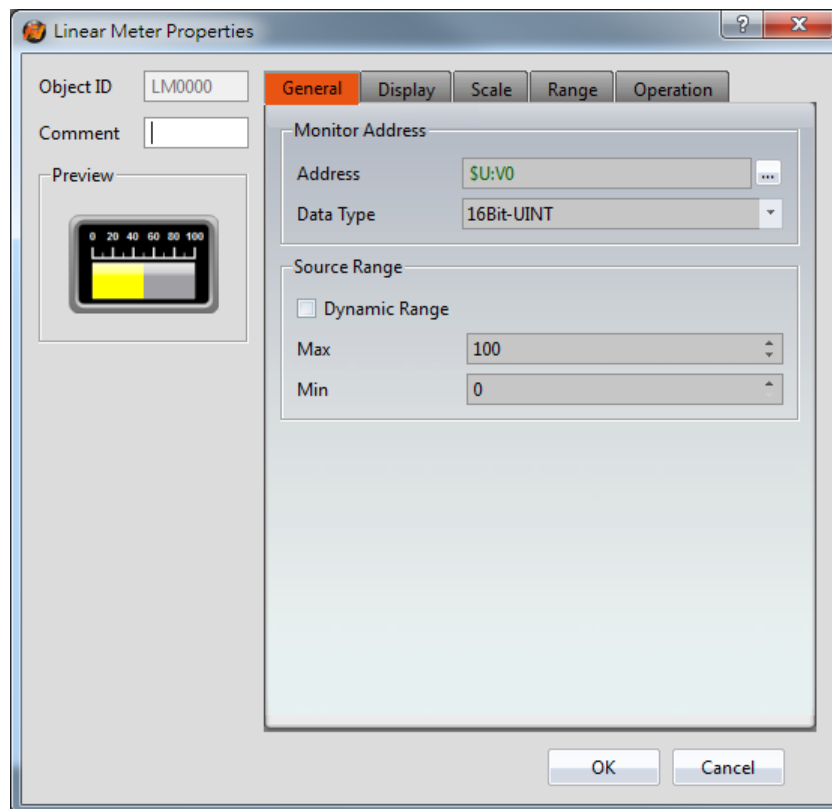 Linear Meter Properties
?
Object ID LM0000
Comment
Preview
0 20 40 60 80 100
General Display Scale Range Operation
Monitor Address
Address $U:V0 ...
Data Type 16Bit-UINT
Source Range
Dynamic Range
Max 100
Min 0
OK Cancel